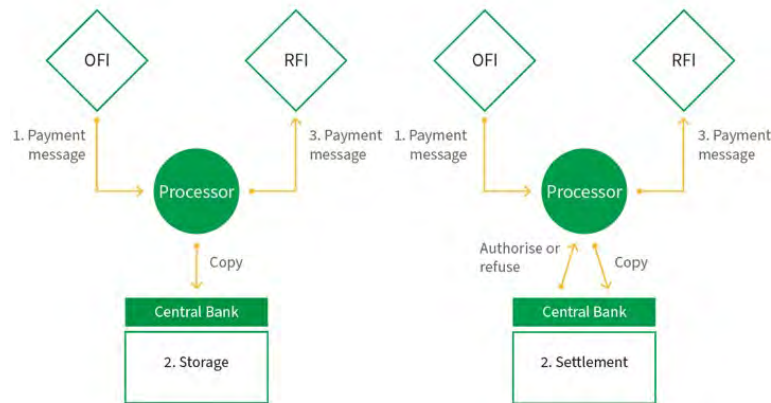 OFI
RFI
1. Payment
message
3. Payment
message
Processor
Copy
Central Bank
2. Storage
OFI
RFI
1. Payment
message
3. Payment
message
Processor
Authorise or
refuse
Copy
Central Bank
2. Settlement